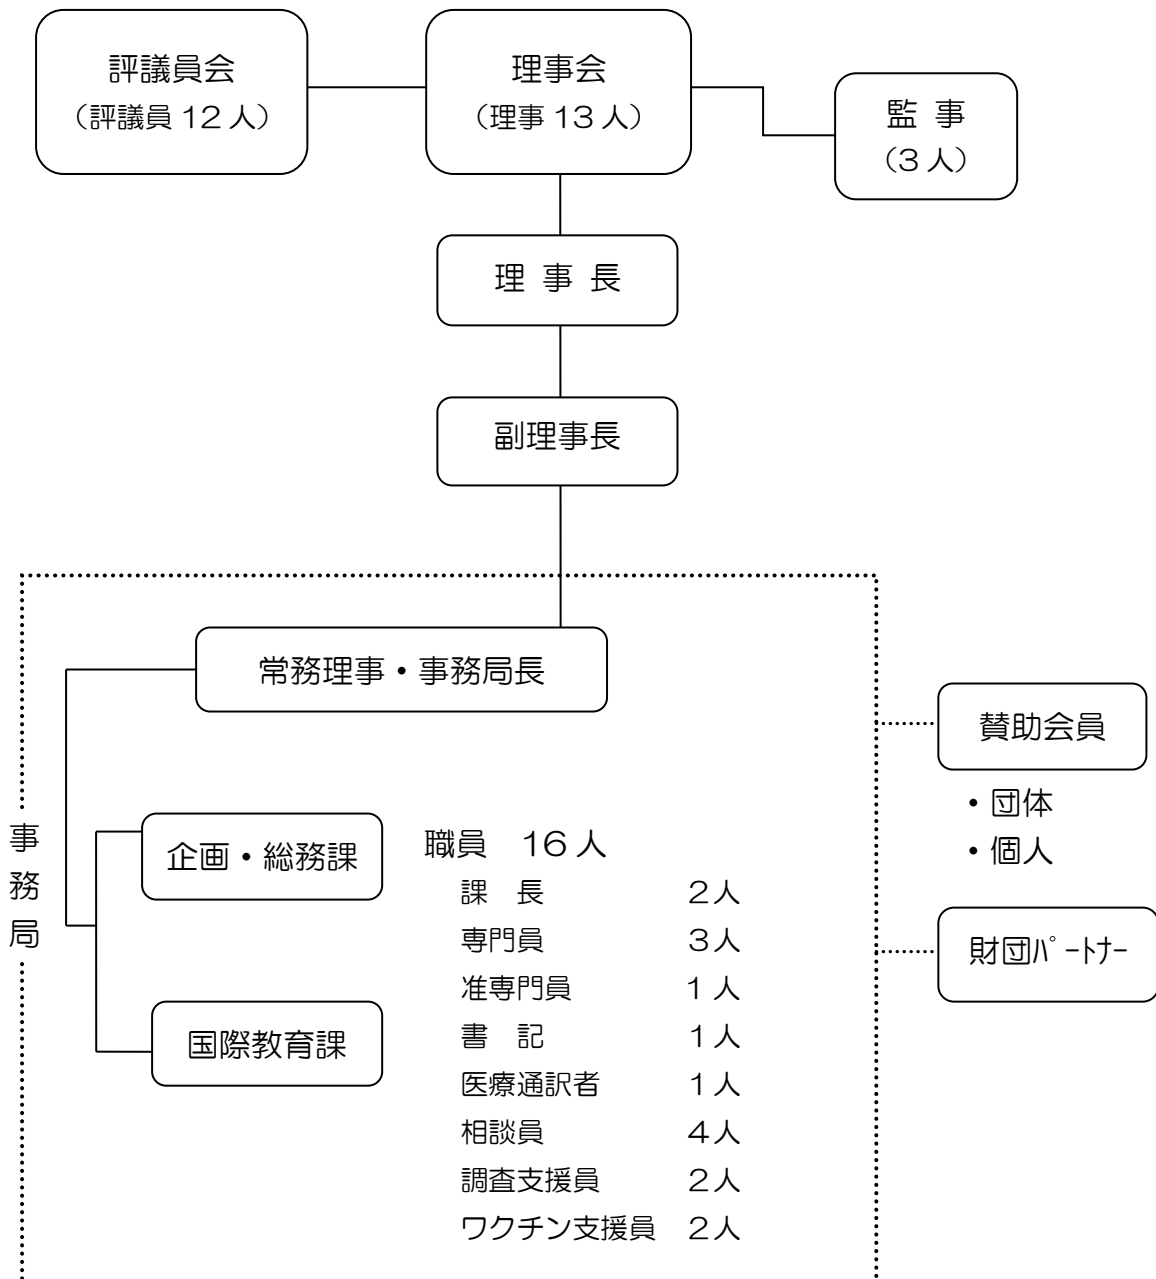 評議員会
（評議員 12 人）
理事会
（理事 13 人）
監 事
（3 人）
理 事 長
副理事長
常務理事・事務局長
事務局
企画・総務課
国際教育課
職員　16 人
課　長　2人
専門員　3人
准専門員　1人
書　記　1人
医療通訳者　1人
相談員　4人
調査支援員　2人
ワクチン支援員　2人
賛助会員
・団体
・個人
財団ﾊﾟｰﾄﾅｰ